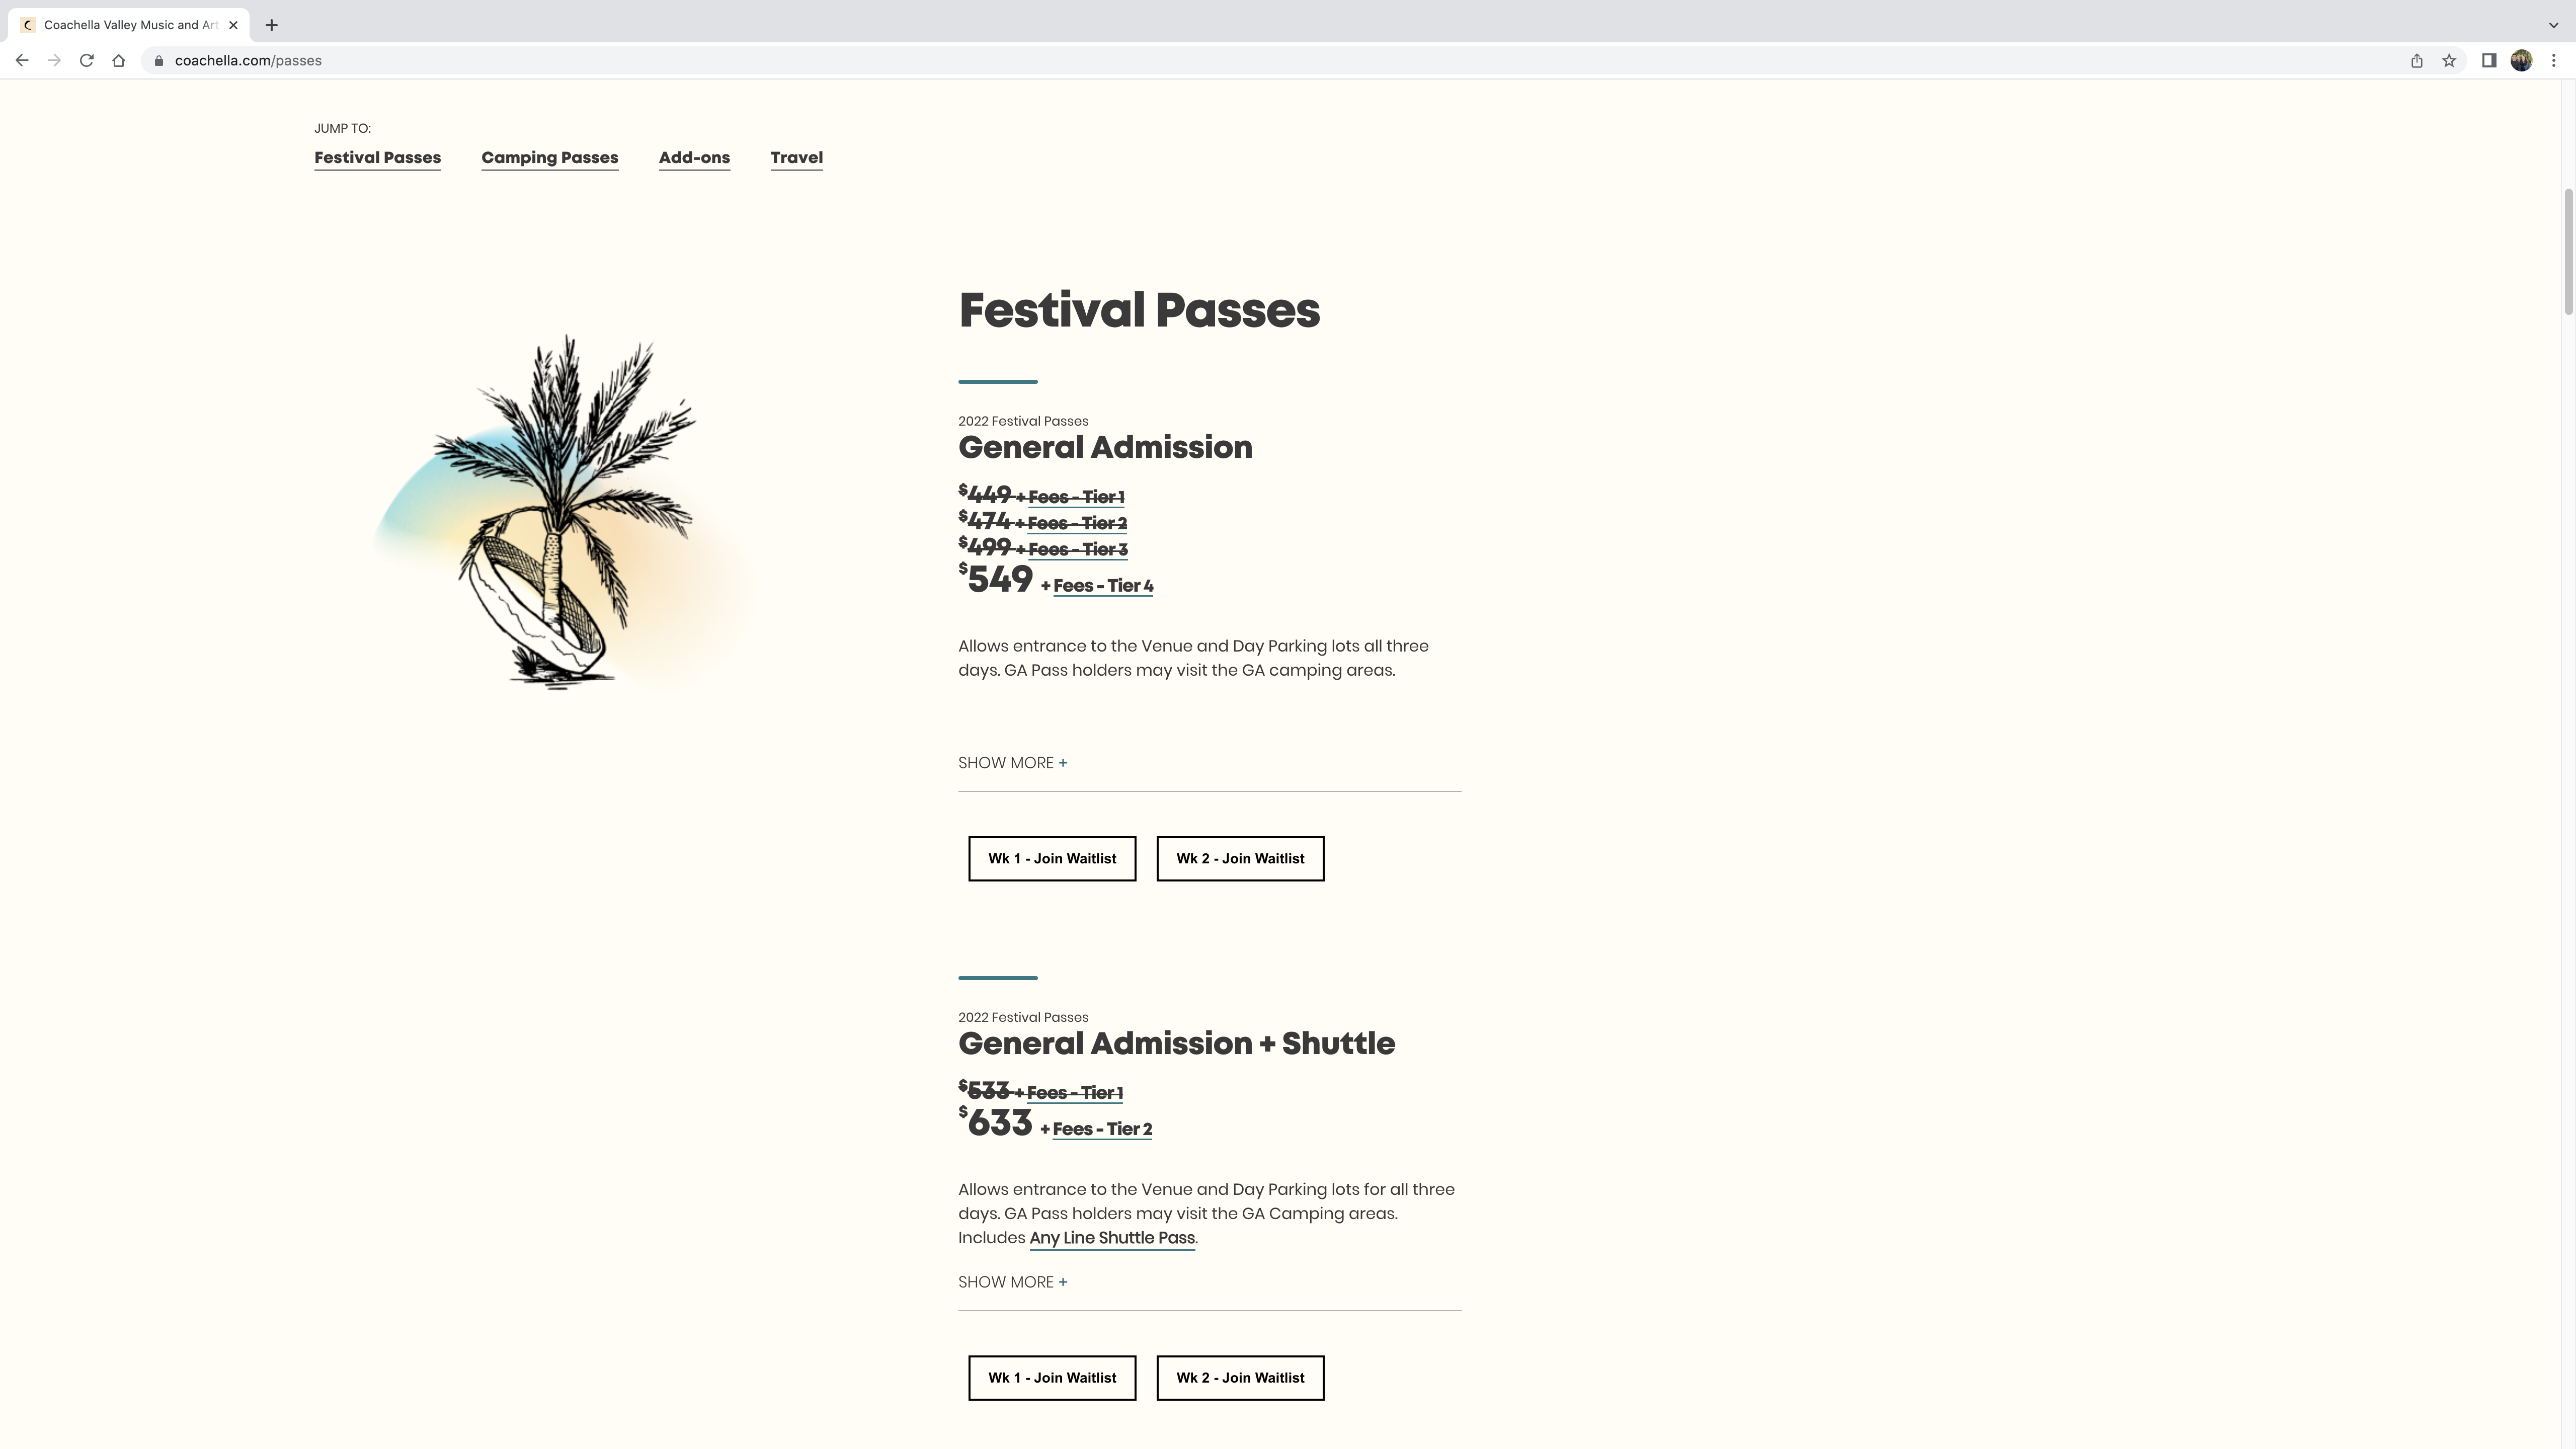 Coachella Valley Music and Art
coachella.com/passes
JUMP TO:
Festival Passes Camping Passes Add-ons Travel
Festival Passes
2022 Festival Passes
General Admission
$449 + Fees - Tier 1
$474 + Fees - Tier 2
$499 + Fees - Tier 3
$549 + Fees - Tier 4
Allows entrance to the Venue and Day Parking lots all three
days. GA Pass holders may visit the GA camping areas.
SHOW MORE +
Wk 1 - Join Waitlist Wk 2 - Join Waitlist
2022 Festival Passes
General Admission + Shuttle
$533 + Fees - Tier 1
$633 + Fees - Tier 2
Allows entrance to the Venue and Day Parking lots for all three
days. GA Pass holders may visit the GA Camping areas.
Includes Any Line Shuttle Pass.
SHOW MORE +
Wk 1 - Join Waitlist Wk 2 - Join Waitlist